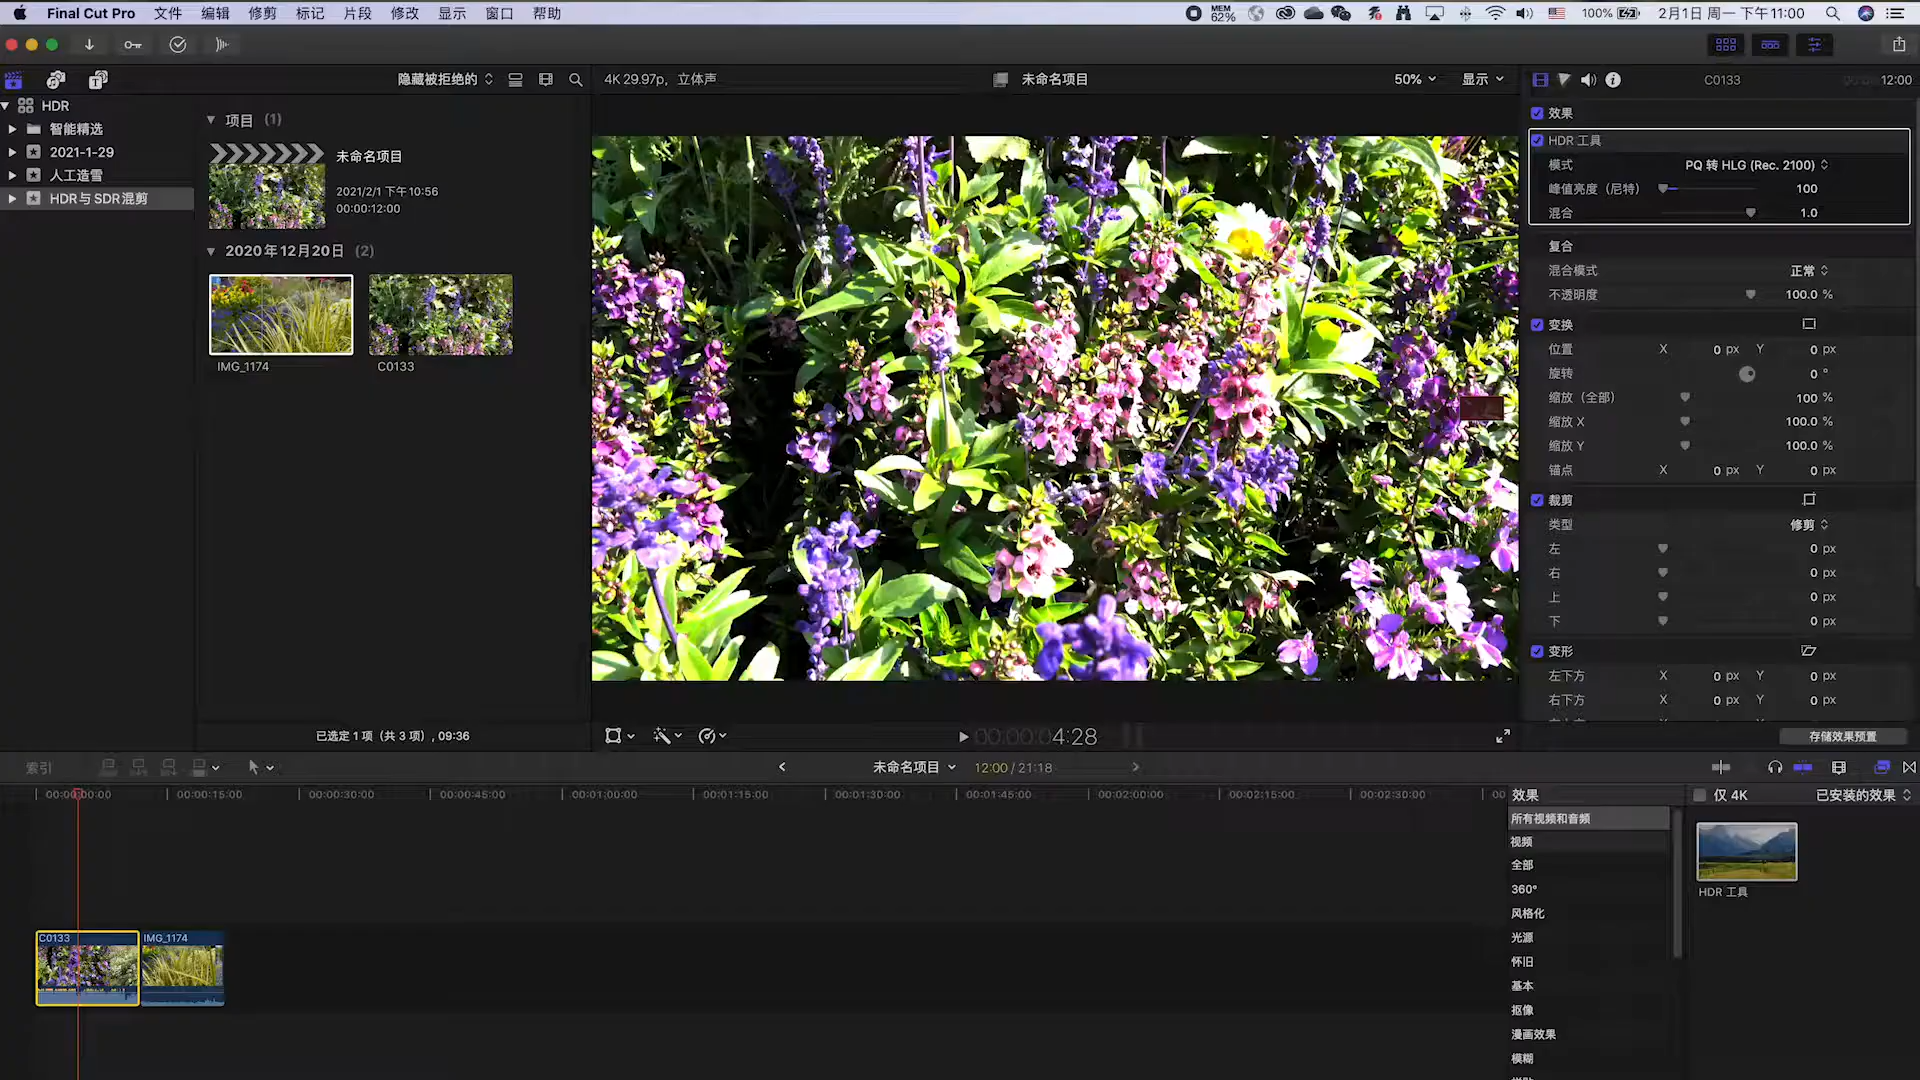 Final Cut Pro 文件 编辑 修剪 标记 片段 修改 显示 窗口 帮助
MEM 62% 100% 2月1日 周一 下午11:00
隐藏被拒绝的
4K 29.97p，立体声
未命名项目
50% 显示
C0133
12:00
HDR
智能精选
2021-1-29
人工造雪
HDR与 SDR混剪
项目 (1)
未命名项目
2021/2/1 下午10:56
00:00:12:00
2020年12月20日 (2)
IMG_1174
C0133
已选定 1 项（共 3 项）, 09:36
00:00:04:28
效果
HDR 工具
模式 PQ 转 HLG (Rec. 2100)
峰值亮度（尼特） 100
混合 1.0
复合
混合模式 正常
不透明度 100.0 %
变换
位置 X 0 px Y 0 px
旋转 0 °
缩放（全部） 100 %
缩放 X 100.0 %
缩放 Y 100.0 %
锚点 X 0 px Y 0 px
裁剪
类型 修剪
左 0 px
右 0 px
上 0 px
下 0 px
变形
左下方 X 0 px Y 0 px
右下方 X 0 px Y 0 px
存储效果预置
索引
未命名项目 12:00 / 21:18
00:00:00:00 00:00:15:00 00:00:30:00 00:00:45:00 00:01:00:00 00:01:15:00 00:01:30:00 00:01:45:00 00:02:00:00 00:02:15:00 00:02:30:00 00
C0133
IMG_1174
效果
仅 4K 已安装的效果
所有视频和音频
视频
全部
360°
风格化
光源
怀旧
基本
抠像
漫画效果
模糊
HDR 工具